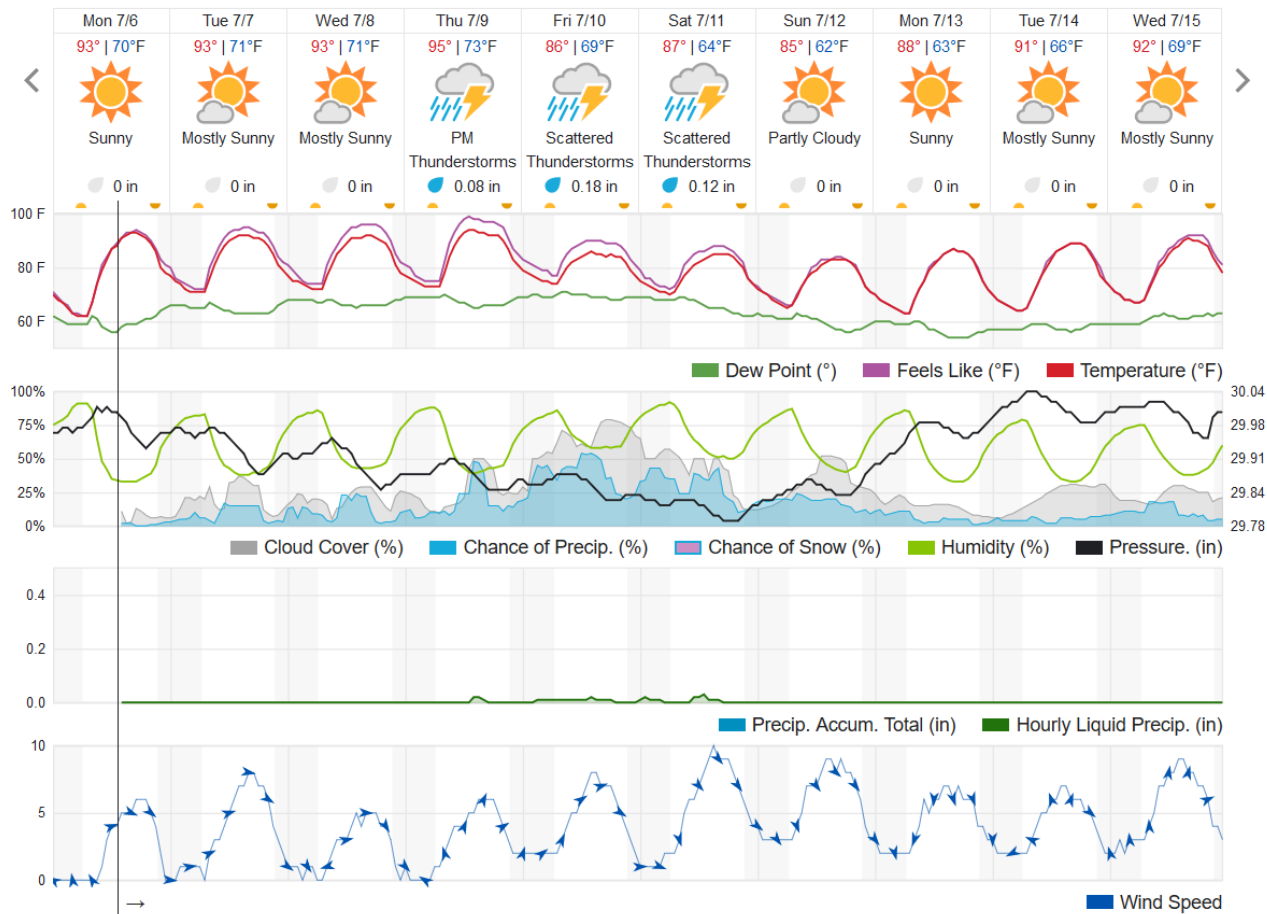 Mon 7/6 Tue 7/7 Wed 7/8 Thu 7/9 Fri 7/10 Sat 7/11 Sun 7/12 Mon 7/13 Tue 7/14 Wed 7/15
93° | 70°F 93° | 71°F 93° | 71°F 95° | 73°F 86° | 69°F 87° | 64°F 85° | 62°F 88° | 63°F 91° | 66°F 92° | 69°F
Sunny Mostly Sunny Mostly Sunny PM Scattered Scattered Partly Cloudy Sunny Mostly Sunny Mostly Sunny
Thunderstorms Thunderstorms Thunderstorms
0 in 0 in 0 in 0.08 in 0.18 in 0.12 in 0 in 0 in 0 in 0 in
100 F
80 F
60 F
Dew Point (°) Feels Like (°F) Temperature (°F)
100% 30.04
75% 29.98
50% 29.91
25% 29.84
0% 29.78
Cloud Cover (%) Chance of Precip. (%) Chance of Snow (%) Humidity (%) Pressure. (in)
0.4
0.2
0.0
Precip. Accum. Total (in) Hourly Liquid Precip. (in)
10
5
0
→
Wind Speed